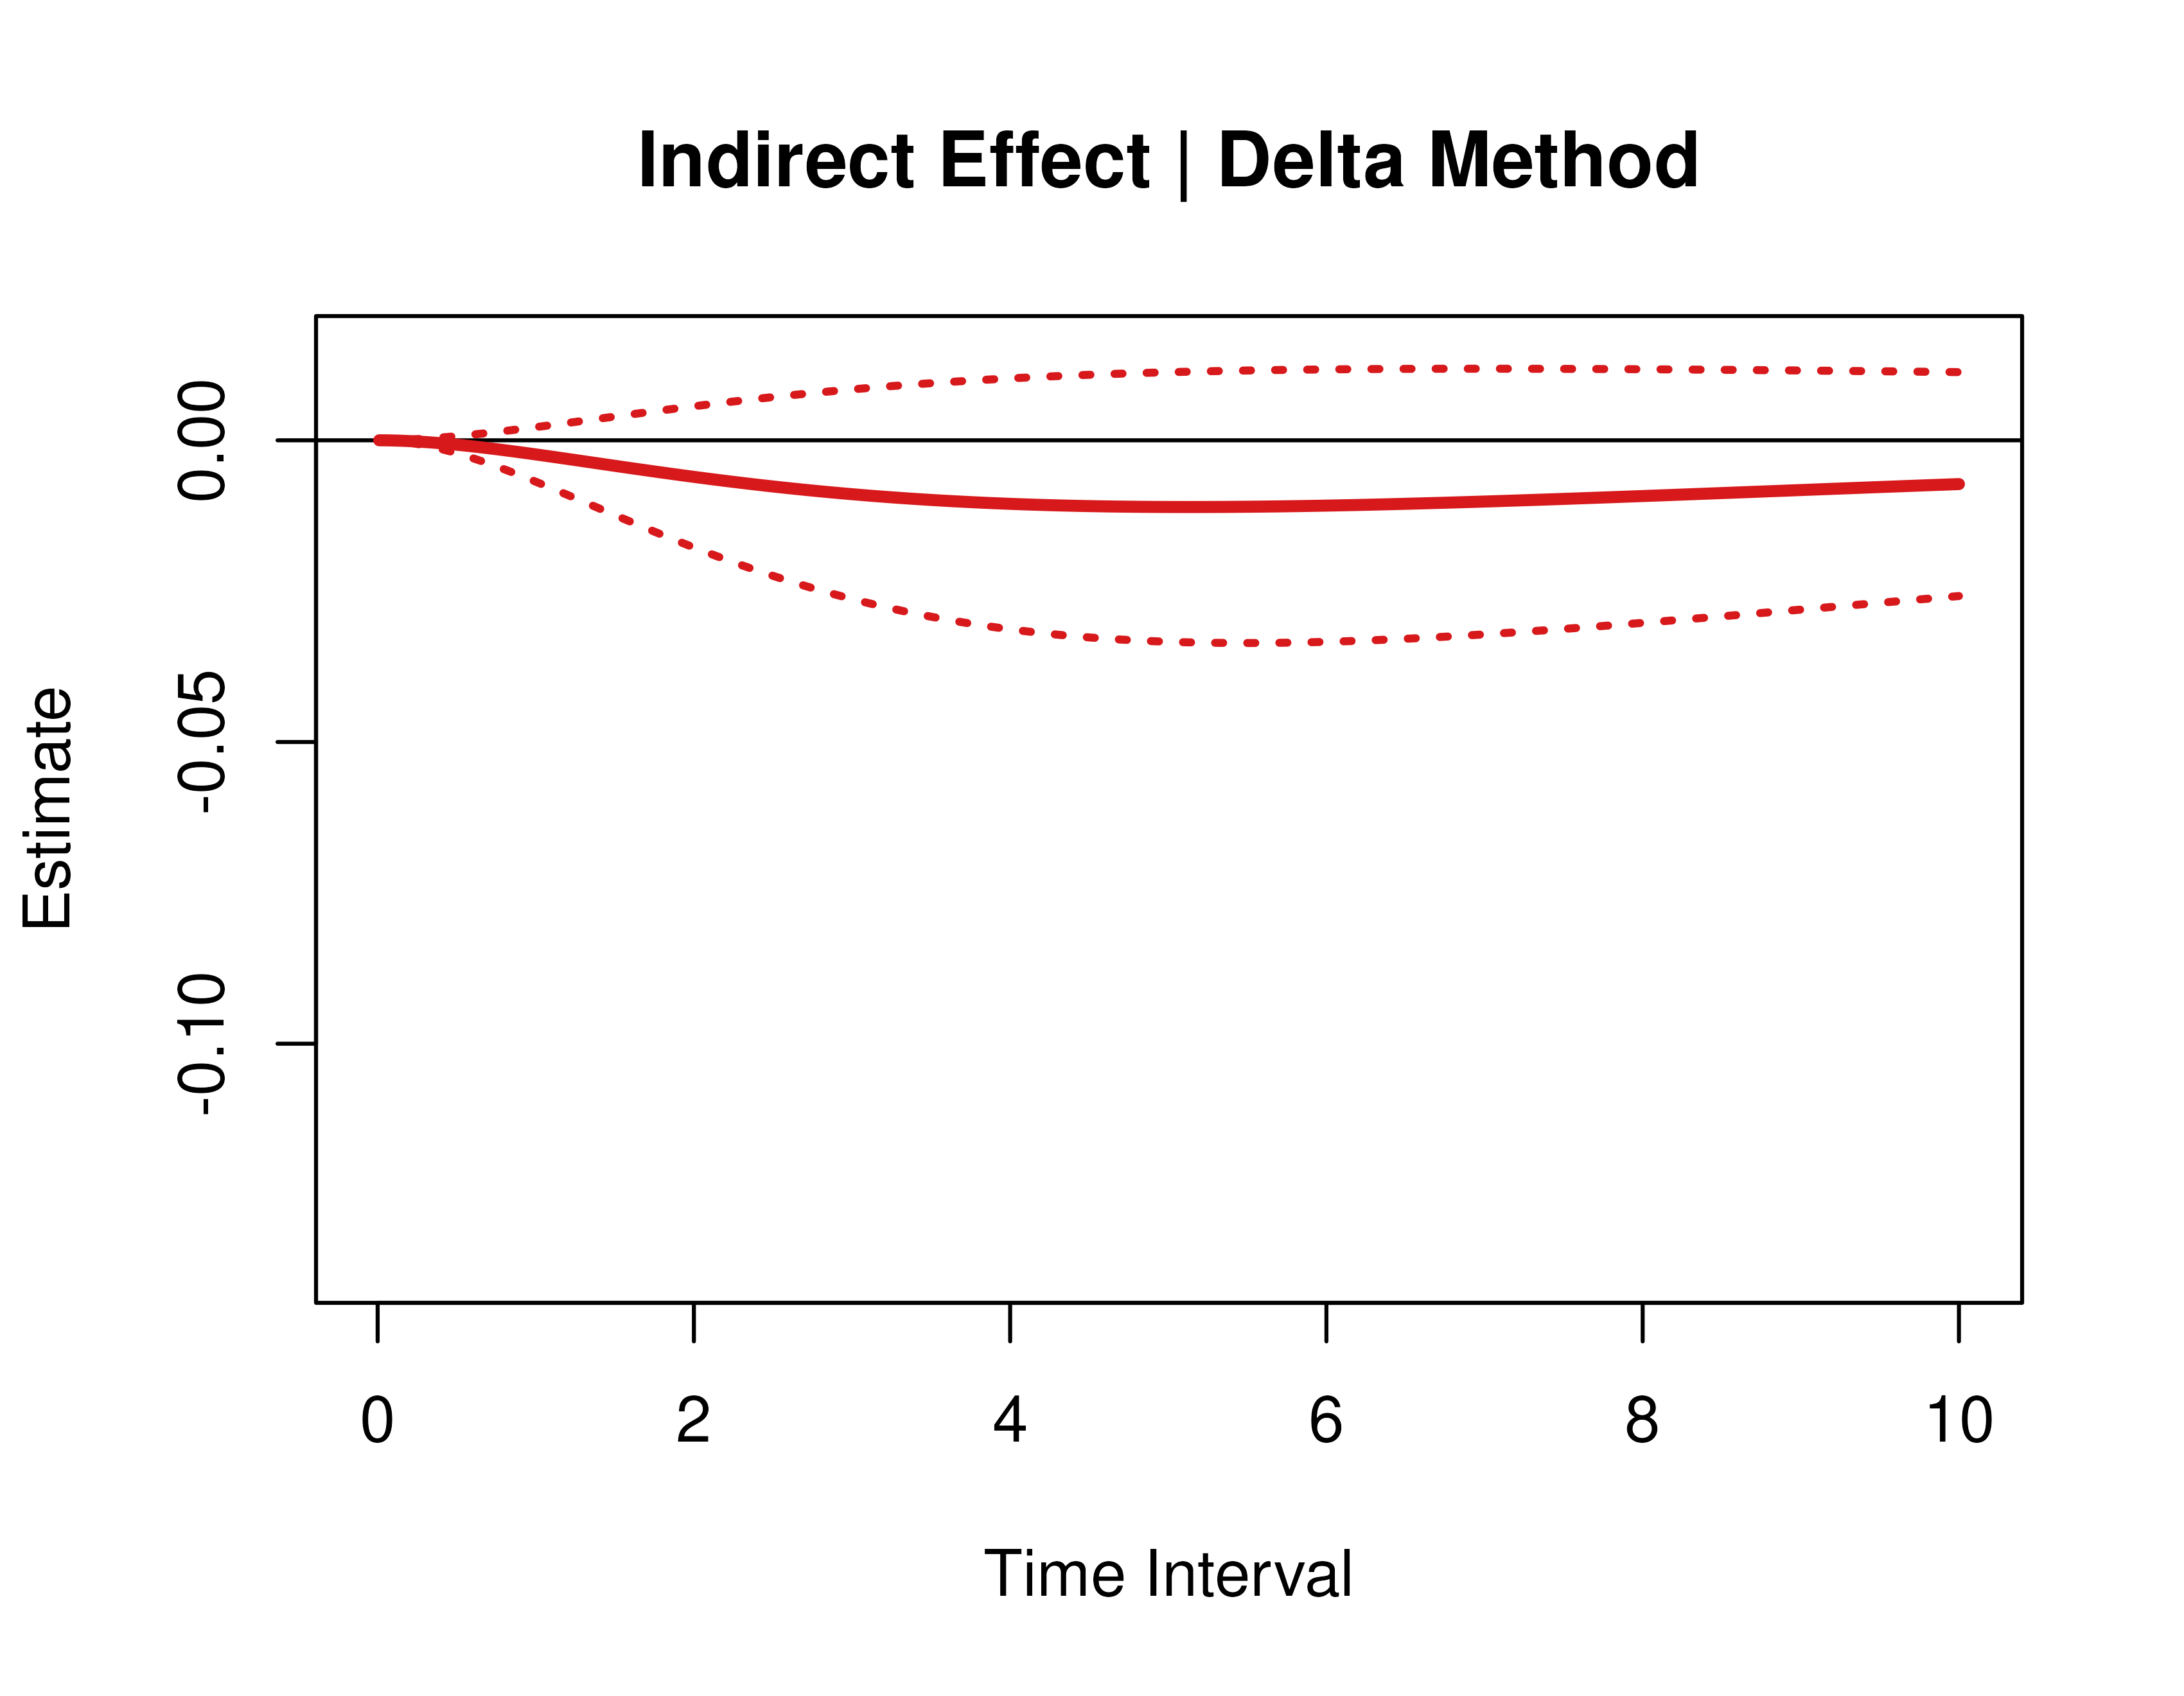 Indirect Effect | Delta Method
Estimate
0.00
-0.05
-0.10
0 2 4 6 8 10
Time Interval